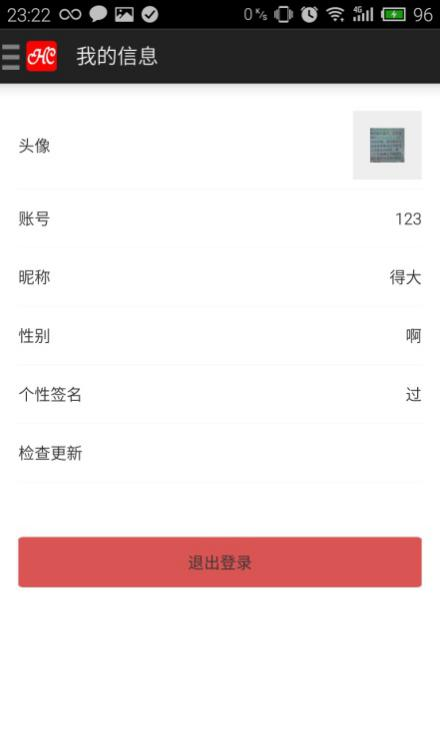 23:22 0 K/s 4G 96
HC 我的信息
头像
账号 123
昵称 得大
性别 啊
个性签名 过
检查更新
退出登录